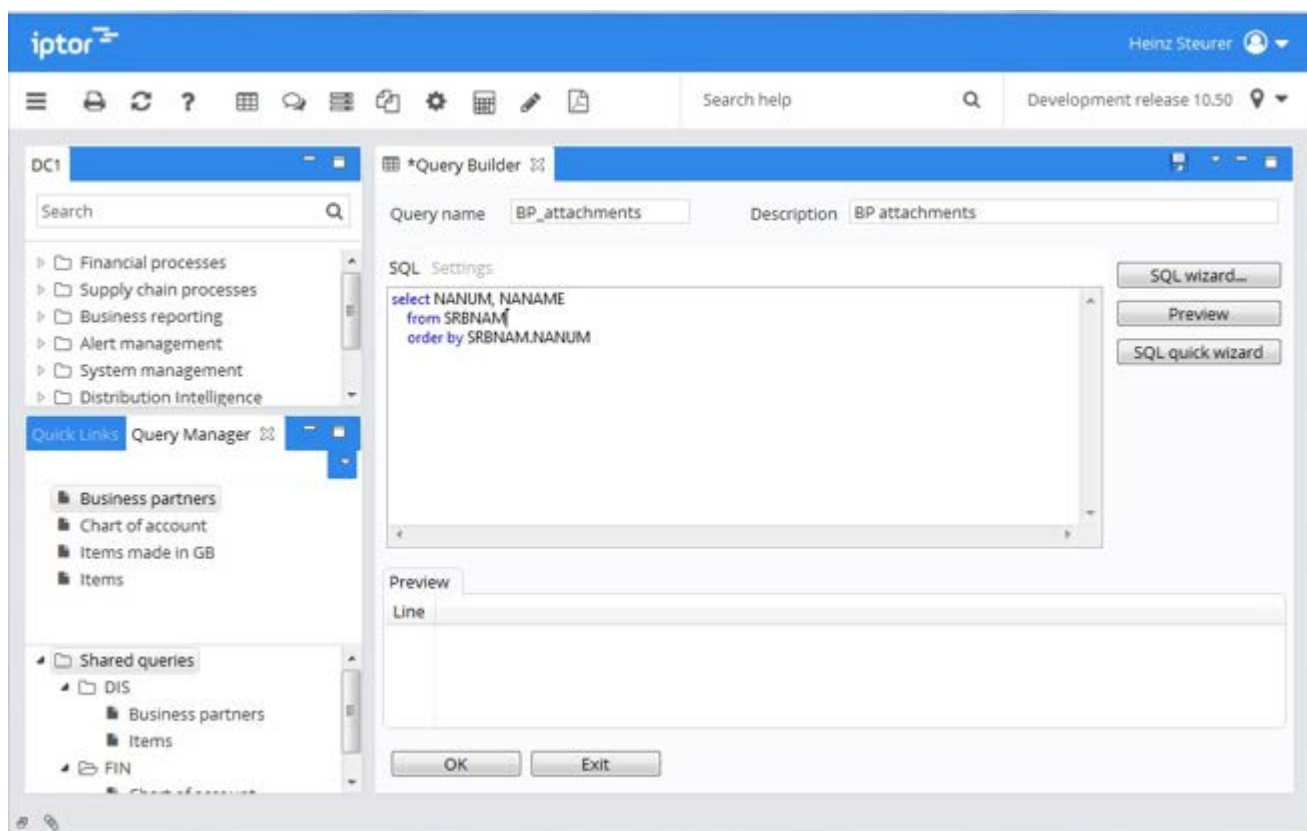 iptor
Heinz Steurer
Search help
Development release 10.50
DC1
Search
Financial processes
Supply chain processes
Business reporting
Alert management
System management
Distribution Intelligence
Quick Links Query Manager
Business partners
Chart of account
Items made in GB
Items
Shared queries
DIS
Business partners
Items
FIN
Chart of account
*Query Builder
Query name BP_attachments Description BP attachments
SQL Settings
select NANUM, NANAME
from SRBNAM
order by SRBNAM.NANUM
SQL wizard...
Preview
SQL quick wizard
Preview
Line
OK Exit